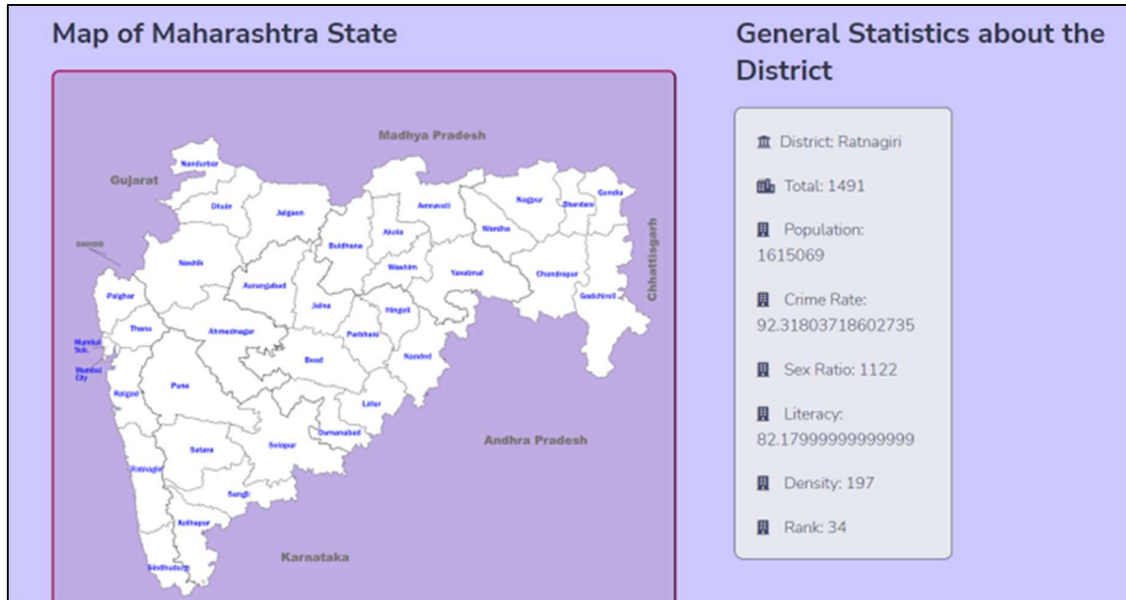 Map of Maharashtra State
Madhya Pradesh
Gujarat
Chhattisgarh
Andhra Pradesh
Karnataka
Nandurbar
Dhule
Jalgaon
Nashik
Buldhana
Akola
Amravati
Washim
Wardha
Nagpur
Bhandara
Gondia
Chandrapur
Gadchiroli
Yavatmal
Palghar
Thane
Mumbai
Sub.
Mumbai
City
Aurangabad
Jalna
Hingoli
Parbhani
Nanded
Ahmednagar
Beed
Latur
Raigad
Pune
Osmanabad
Solapur
Satara
Ratnagiri
Sangli
Kolhapur
Sindhudurg
General Statistics about the
District
District: Ratnagiri
Total: 1491
Population:
1615069
Crime Rate:
92.31803718602735
Sex Ratio: 1122
Literacy:
82.17999999999999
Density: 197
Rank: 34